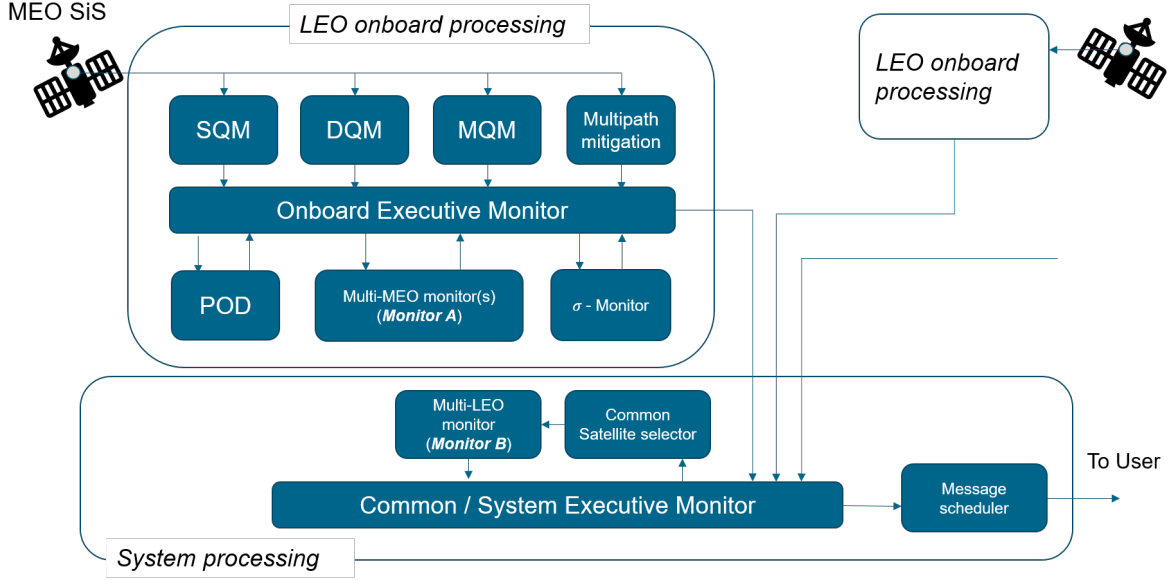 MEO SiS
LEO onboard processing
LEO onboard
processing
SQM
DQM
MQM
Multipath
mitigation
Onboard Executive Monitor
POD
Multi-MEO monitor(s)
(Monitor A)
σ - Monitor
Multi-LEO
monitor
(Monitor B)
Common
Satellite selector
To User
Common / System Executive Monitor
Message
scheduler
System processing